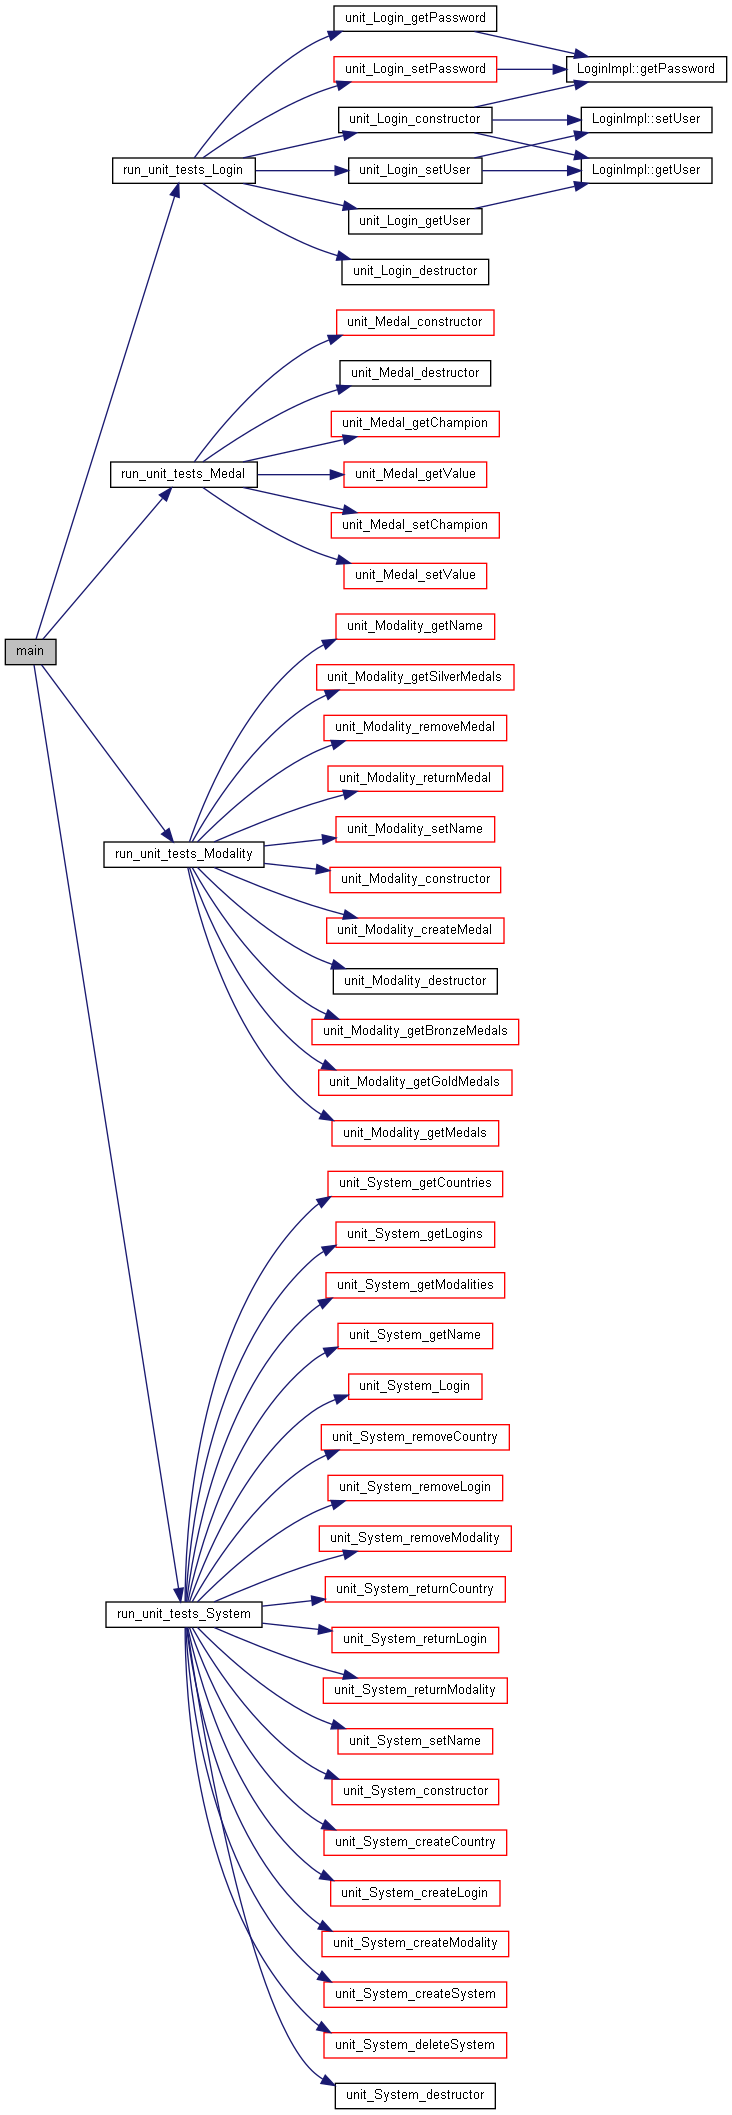 unit_Login_getPassword
unit_Login_setPassword
LoginImpl::getPassword
unit_Login_constructor
LoginImpl::setUser
run_unit_tests_Login
unit_Login_setUser
LoginImpl::getUser
unit_Login_getUser
unit_Login_destructor
unit_Medal_constructor
unit_Medal_destructor
unit_Medal_getChampion
run_unit_tests_Medal
unit_Medal_getValue
unit_Medal_setChampion
unit_Medal_setValue
unit_Modality_getName
main
unit_Modality_getSilverMedals
unit_Modality_removeMedal
unit_Modality_returnMedal
unit_Modality_setName
run_unit_tests_Modality
unit_Modality_constructor
unit_Modality_createMedal
unit_Modality_destructor
unit_Modality_getBronzeMedals
unit_Modality_getGoldMedals
unit_Modality_getMedals
unit_System_getCountries
unit_System_getLogins
unit_System_getModalities
unit_System_getName
unit_System_Login
unit_System_removeCountry
unit_System_removeLogin
unit_System_removeModality
unit_System_returnCountry
run_unit_tests_System
unit_System_returnLogin
unit_System_returnModality
unit_System_setName
unit_System_constructor
unit_System_createCountry
unit_System_createLogin
unit_System_createModality
unit_System_createSystem
unit_System_deleteSystem
unit_System_destructor